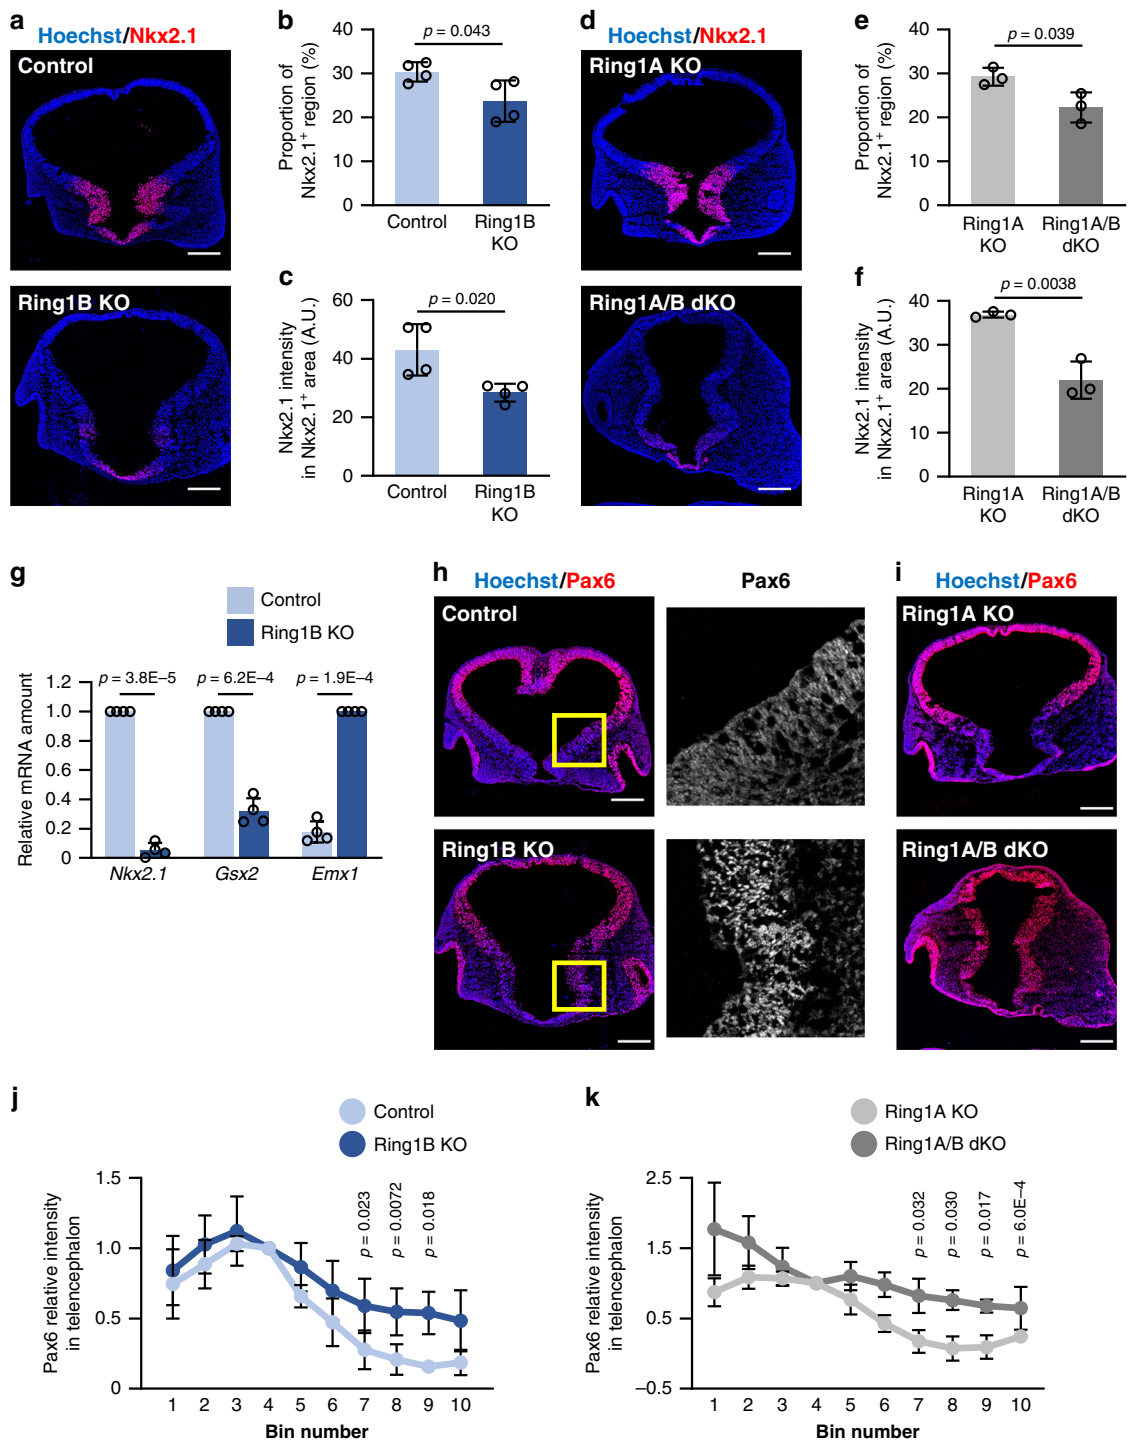 a
Hoechst/Nkx2.1
Control
Ring1B KO
b
Proportion of
Nkx2.1+ region (%)
40
30
20
10
0
p = 0.043
Control
Ring1B
KO
c
Nkx2.1 intensity
in Nkx2.1+ area (A.U.)
60
40
20
0
p = 0.020
Control
Ring1B
KO
d
Hoechst/Nkx2.1
Ring1A KO
Ring1A/B dKO
e
Proportion of
Nkx2.1+ region (%)
40
30
20
10
0
p = 0.039
Ring1A
KO
Ring1A/B
dKO
f
Nkx2.1 intensity
in Nkx2.1+ area (A.U.)
40
30
20
10
0
p = 0.0038
Ring1A
KO
Ring1A/B
dKO
g
Control
Ring1B KO
Relative mRNA amount
1.2
1.0
0.8
0.6
0.4
0.2
0
p = 3.8E–5
p = 6.2E–4
p = 1.9E–4
Nkx2.1
Gsx2
Emx1
h
Hoechst/Pax6
Pax6
Control
Ring1B KO
i
Hoechst/Pax6
Ring1A KO
Ring1A/B dKO
j
Control
Ring1B KO
Pax6 relative intensity
in telencephalon
1.5
1.0
0.5
0
p = 0.023
p = 0.0072
p = 0.018
1 2 3 4 5 6 7 8 9 10
Bin number
k
Ring1A KO
Ring1A/B dKO
Pax6 relative intensity
in telencephalon
2.5
1.5
0.5
–0.5
p = 0.032
p = 0.030
p = 0.017
p = 6.0E–4
1 2 3 4 5 6 7 8 9 10
Bin number